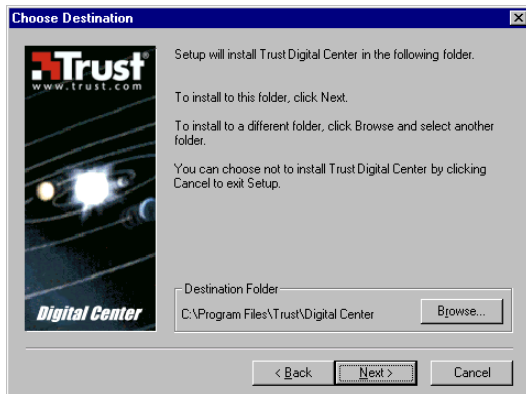 Choose Destination
Trust
www.trust.com
Setup will install Trust Digital Center in the following folder.
To install to this folder, click Next.
To install to a different folder, click Browse and select another
folder.
You can choose not to install Trust Digital Center by clicking
Cancel to exit Setup.
Digital Center
Destination Folder
C:\Program Files\Trust\Digital Center
Browse...
< Back
Next >
Cancel